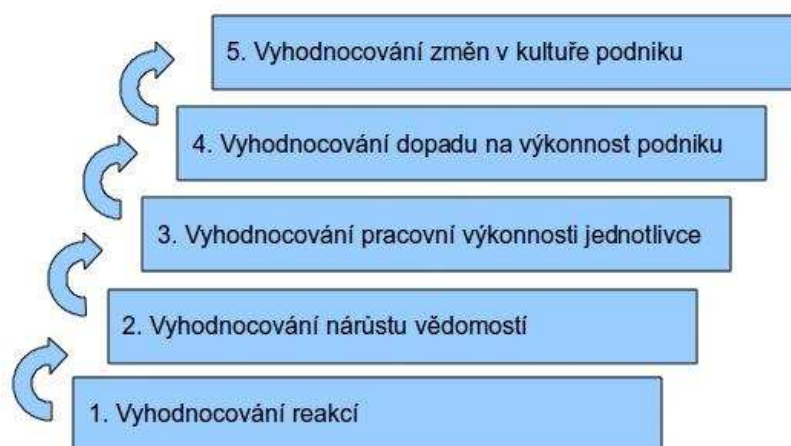 5. Vyhodnocování změn v kultuře podniku
4. Vyhodnocování dopadu na výkonnost podniku
3. Vyhodnocování pracovní výkonnosti jednotlivce
2. Vyhodnocování nárůstu vědomostí
1. Vyhodnocování reakcí